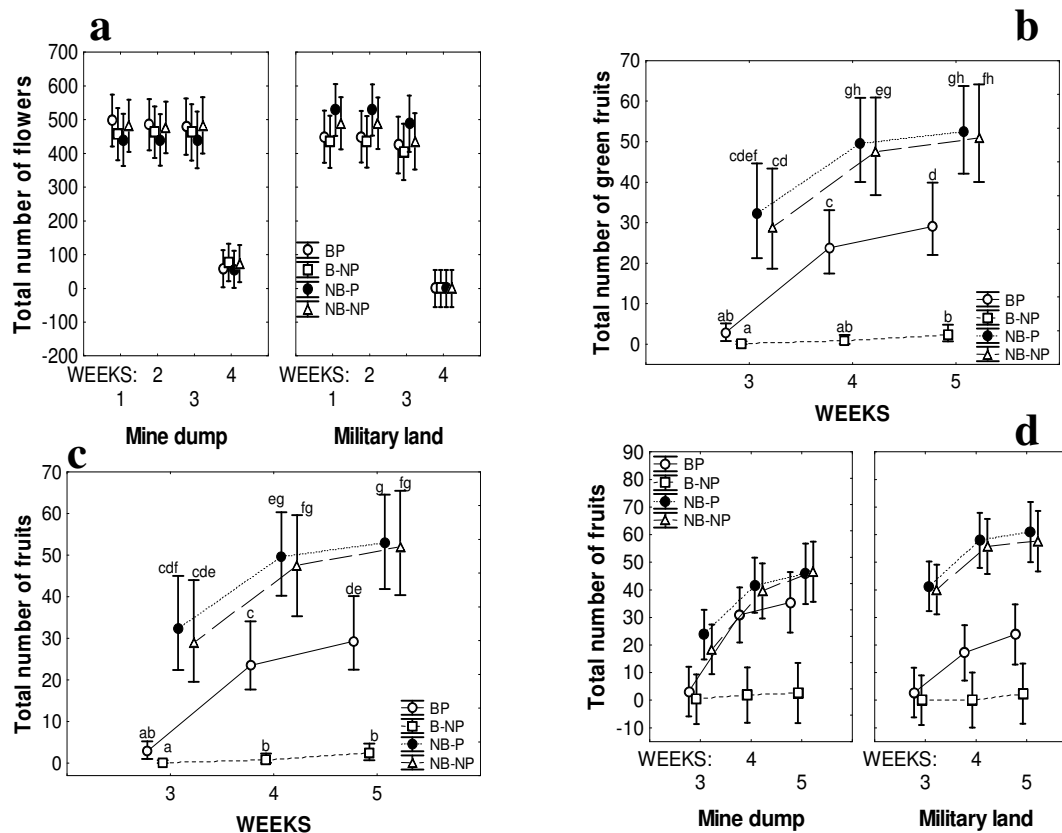 a
Total number of flowers
700
600
500
400
300
200
100
0
-100
-200
BP
B-NP
NB-P
NB-NP
WEEKS: 2 4 2 4
1 3 1 3
Mine dump Military land
b
Total number of green fruits
70
60
50
40
30
20
10
0
ab a cdef cd
c ab gh eg
d b gh fh
BP
B-NP
NB-P
NB-NP
3 4 5
WEEKS
c
Total number of fruits
70
60
50
40
30
20
10
0
ab a cdf cde
c b eg fg
de b g fg
BP
B-NP
NB-P
NB-NP
3 4 5
WEEKS
d
Total number of fruits
90
80
70
60
50
40
30
20
10
0
-10
BP
B-NP
NB-P
NB-NP
WEEKS: 4 4
3 5 3 5
Mine dump Military land